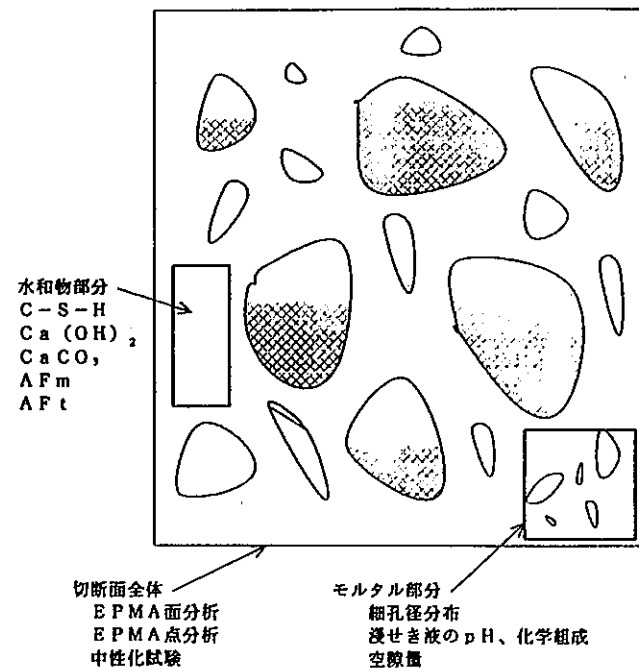 水和物部分
C-S-H
Ca(OH)₂
CaCO₃
AFm
AFt
切断面全体
EPMA面分析
EPMA点分析
中性化試験
モルタル部分
細孔径分布
浸せき液のpH、化学組成
空隙量